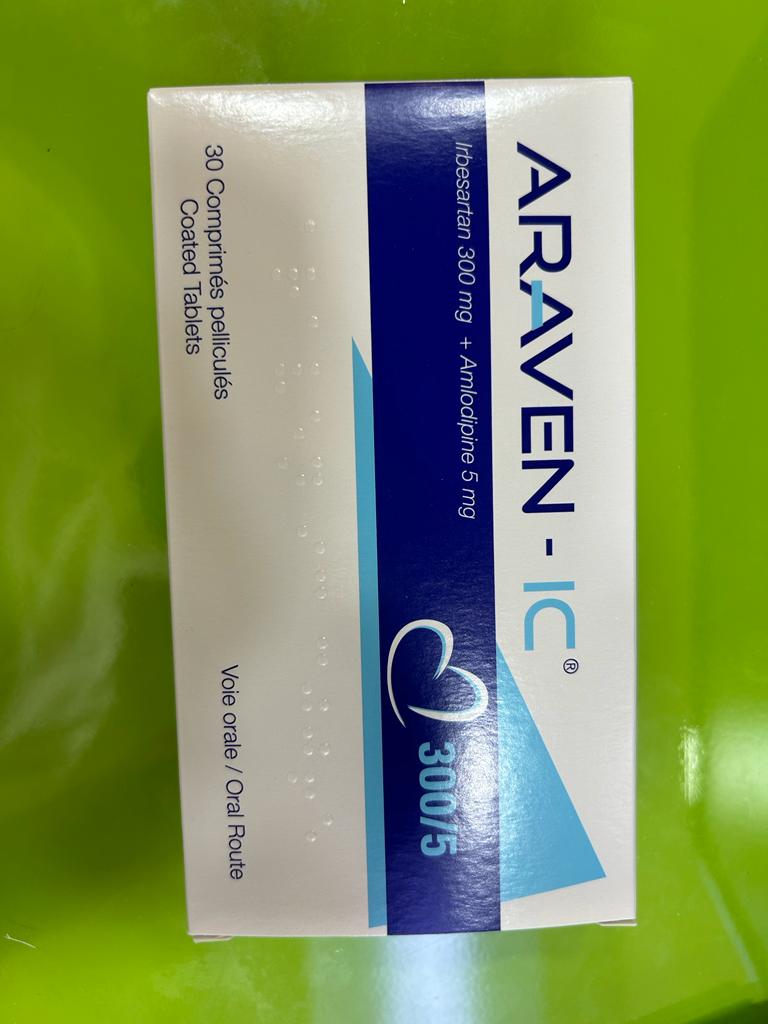 ARAVEN - IC®
Irbesartan 300 mg + Amlodipine 5 mg
300/5
30 Comprimés pelliculés
Coated Tablets
Voie orale / Oral Route